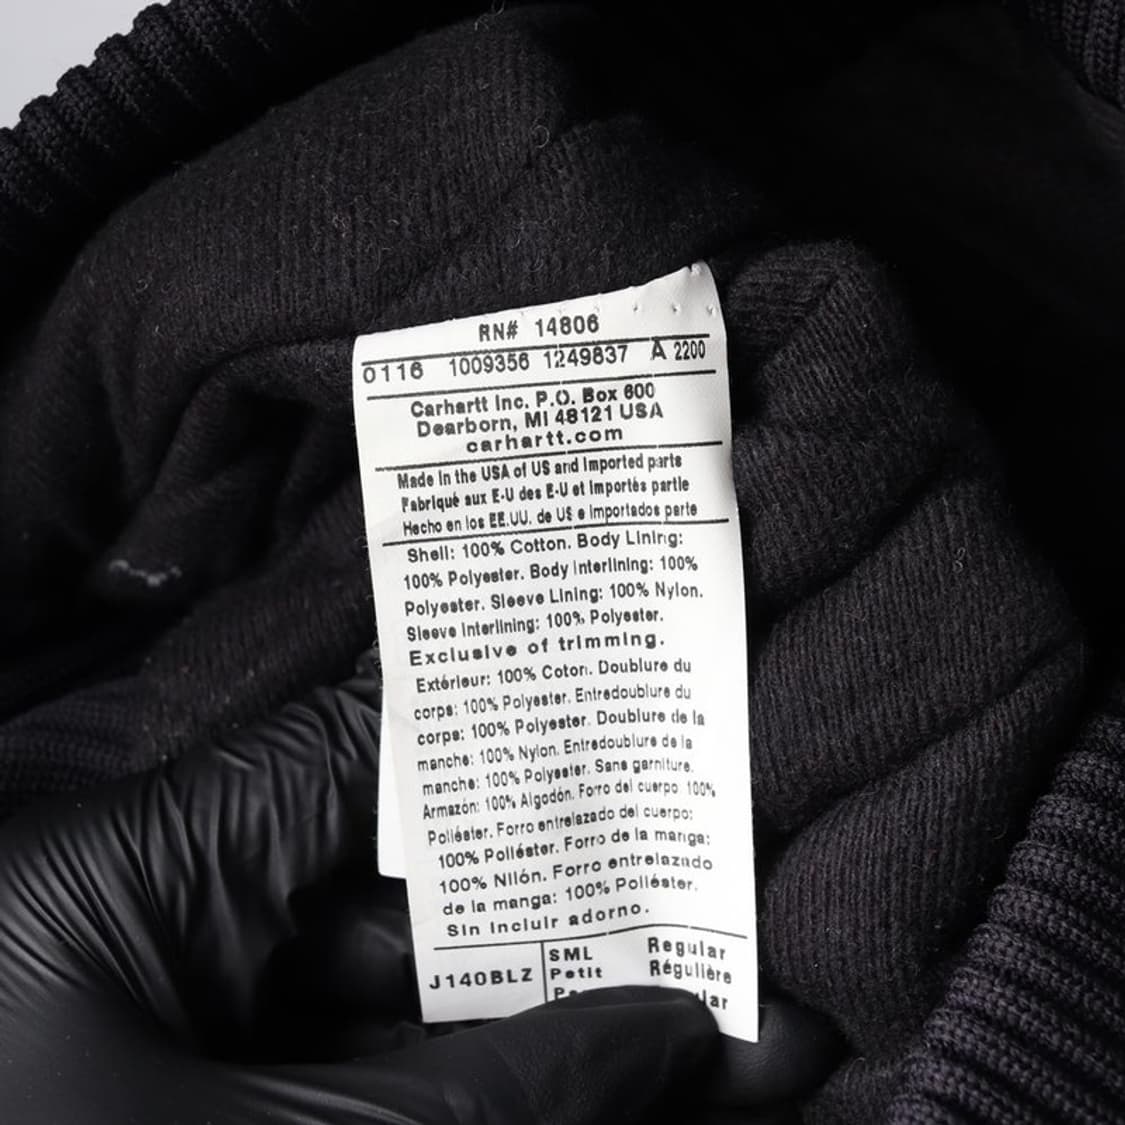 RN# 14806
0116 1009356 1249837 A 2200
Carhartt Inc. P.O. Box 600
Dearborn, MI 48121 USA
carhartt.com
Made in the USA of US and Imported parts
Fabriqué aux E-U des E-U et Importés partie
Hecho en los EE.UU. de US e Importados parte
Shell: 100% Cotton. Body Lining:
100% Polyester. Body Interlining: 100%
Polyester. Sleeve Lining: 100% Nylon.
Sleeve Interlining: 100% Polyester.
Exclusive of trimming.
Extérieur: 100% Coton. Doublure du
corps: 100% Polyester. Entredoublure du
corps: 100% Polyester. Doublure de la
manche: 100% Nylon. Entredoublure de la
manche: 100% Polyester. Sans garniture.
Armazón: 100% Algodón. Forro del cuerpo: 100%
Poliéster. Forro entrelazado del cuerpo:
100% Poliéster. Forro de la manga:
100% Nilón. Forro entrelazado
de la manga: 100% Poliéster.
Sin incluir adorno.
J140BLZ
SML Regular
Petit Régulière